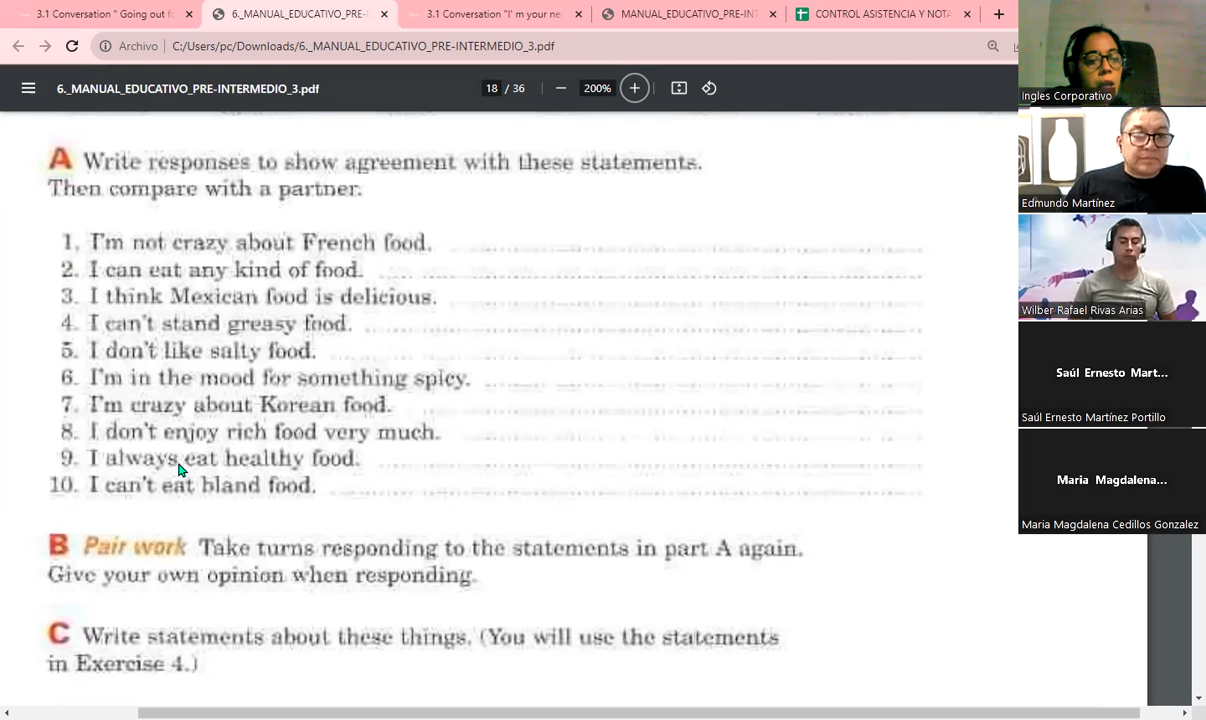 3.1 Conversation " Going out fo
6._MANUAL_EDUCATIVO_PRE-
3.1 Conversation "I' m your ne
MANUAL_EDUCATIVO_PRE-INT
CONTROL ASISTENCIA Y NOTA
Archivo
C:/Users/pc/Downloads/6._MANUAL_EDUCATIVO_PRE-INTERMEDIO_3.pdf
6._MANUAL_EDUCATIVO_PRE-INTERMEDIO_3.pdf
18 / 36
200%
A Write responses to show agreement with these statements.
Then compare with a partner.
1. I'm not crazy about French food.
2. I can eat any kind of food.
3. I think Mexican food is delicious.
4. I can't stand greasy food.
5. I don't like salty food.
6. I'm in the mood for something spicy.
7. I'm crazy about Korean food.
8. I don't enjoy rich food very much.
9. I always eat healthy food.
10. I can't eat bland food.
B Pair work Take turns responding to the statements in part A again.
Give your own opinion when responding.
C Write statements about these things. (You will use the statements
in Exercise 4.)
Ingles Corporativo
Edmundo Martínez
Wilber Rafael Rivas Arias
Saúl Ernesto Mart...
Saúl Ernesto Martínez Portillo
Maria Magdalena...
Maria Magdalena Cedillos Gonzalez